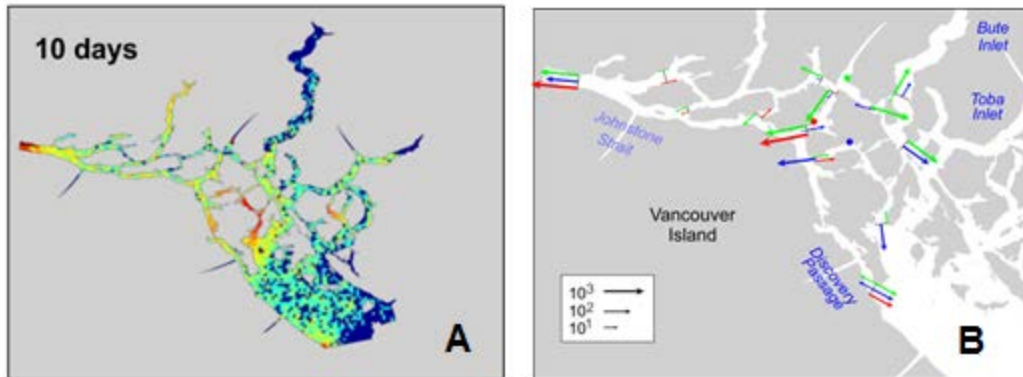 10 days
A
Bute
Inlet
Toba
Inlet
Johnstone
Strait
Vancouver
Island
Discovery
Passage
10³
10²
10¹
B